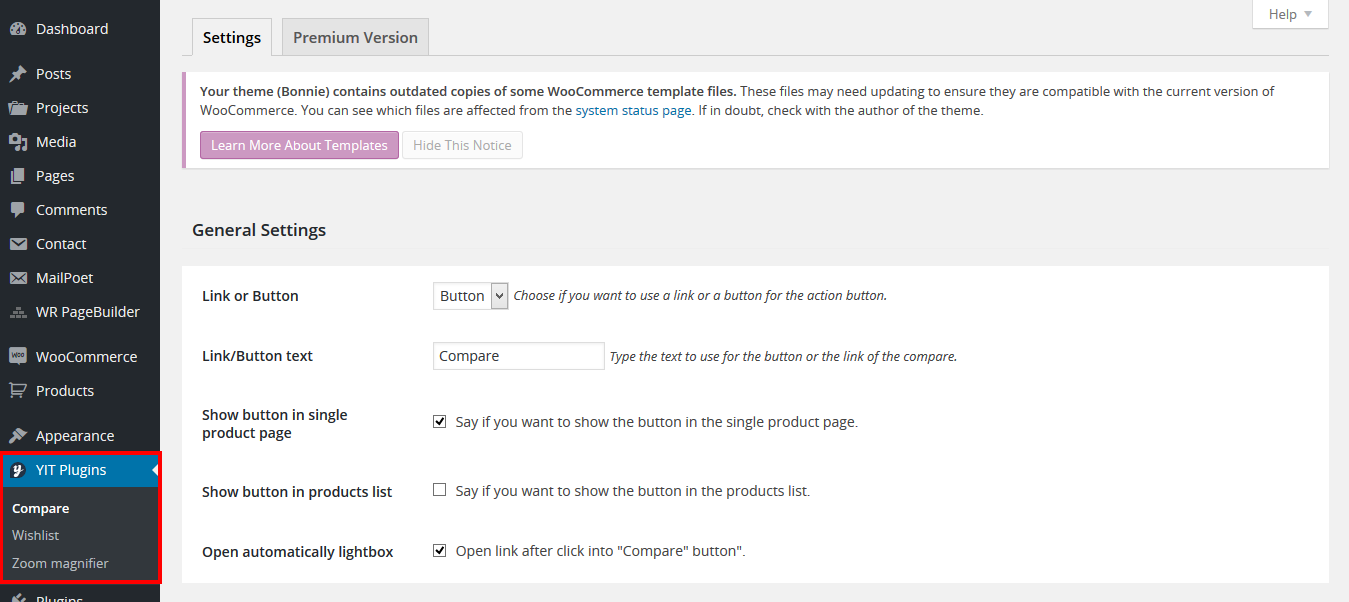 Dashboard
Posts
Projects
Media
Pages
Comments
Contact
MailPoet
WR PageBuilder
WooCommerce
Products
Appearance
YIT Plugins
Compare
Wishlist
Zoom magnifier
Plugins
Help
Settings
Premium Version
Your theme (Bonnie) contains outdated copies of some WooCommerce template files. These files may need updating to ensure they are compatible with the current version of
WooCommerce. You can see which files are affected from the system status page. If in doubt, check with the author of the theme.
Learn More About Templates
Hide This Notice
General Settings
Link or Button
Button
Choose if you want to use a link or a button for the action button.
Link/Button text
Compare
Type the text to use for the button or the link of the compare.
Show button in single
product page
Say if you want to show the button in the single product page.
Show button in products list
Say if you want to show the button in the products list.
Open automatically lightbox
Open link after click into "Compare" button".